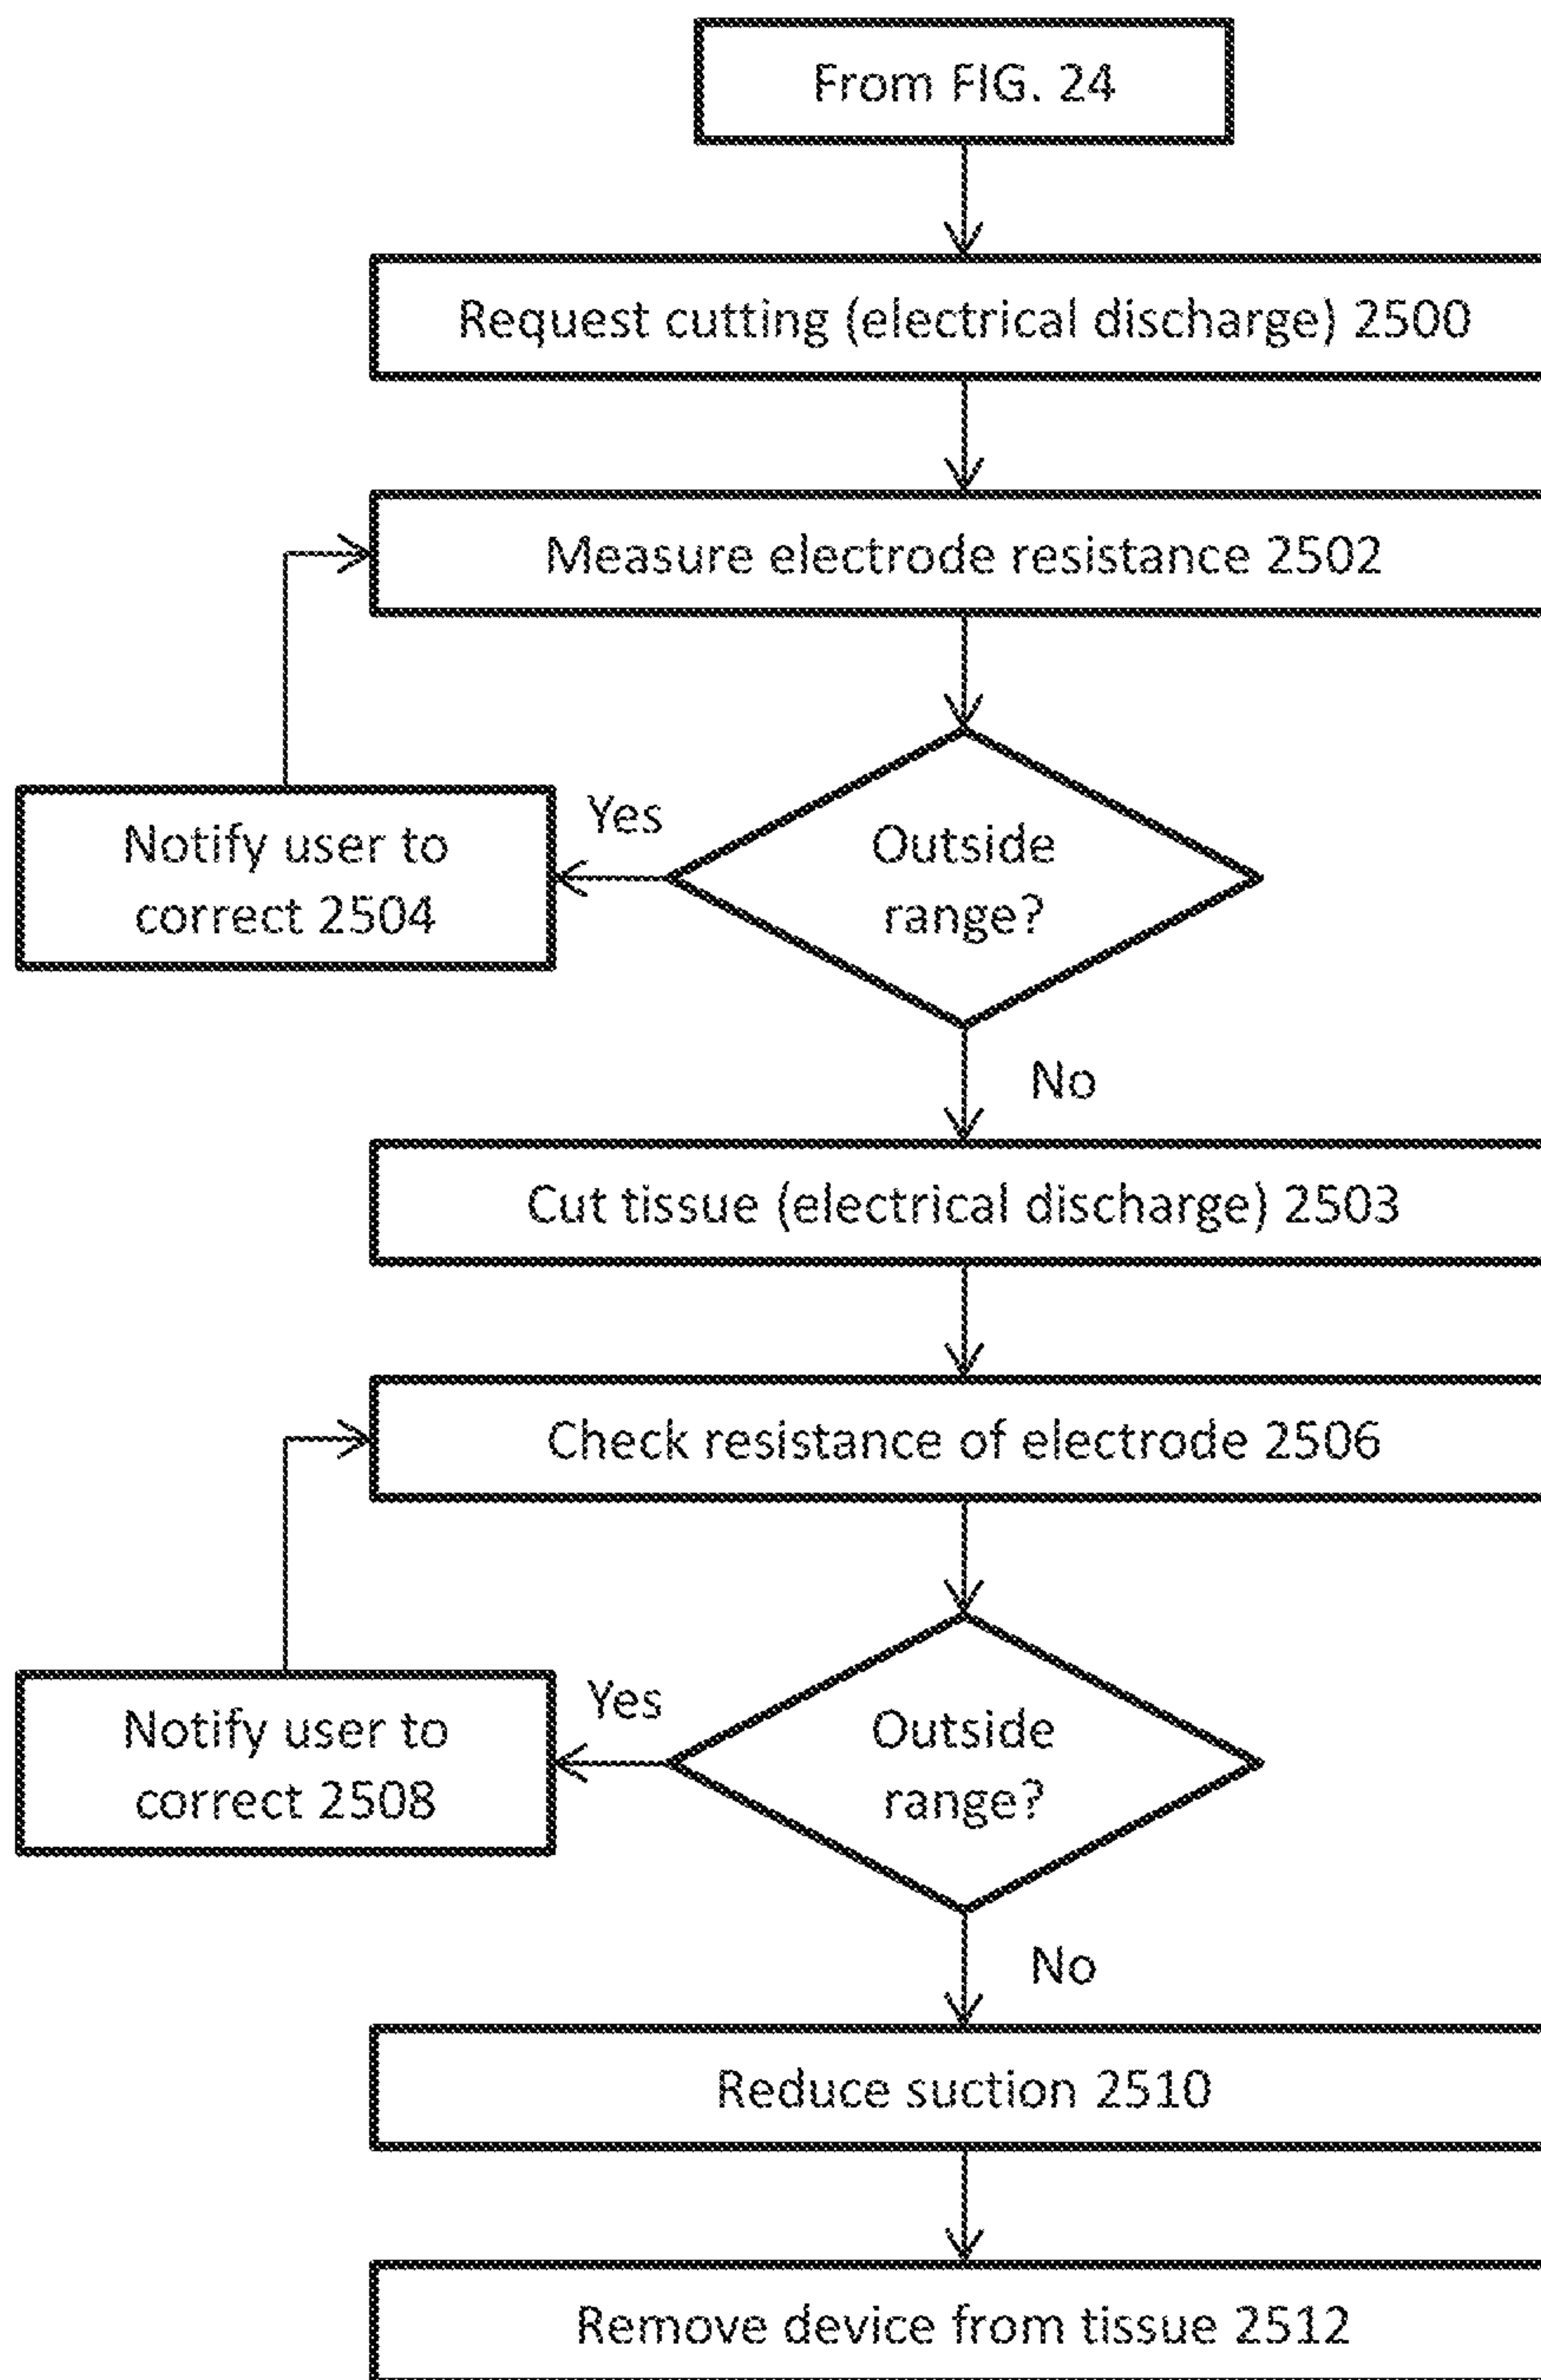 From FIG. 24
Request cutting (electrical discharge) 2500
Measure electrode resistance 2502
Yes
Notify user to
correct 2504
Outside
range?
No
Cut tissue (electrical discharge) 2503
Check resistance of electrode 2506
Yes
Notify user to
correct 2508
Outside
range?
No
Reduce suction 2510
Remove device from tissue 2512